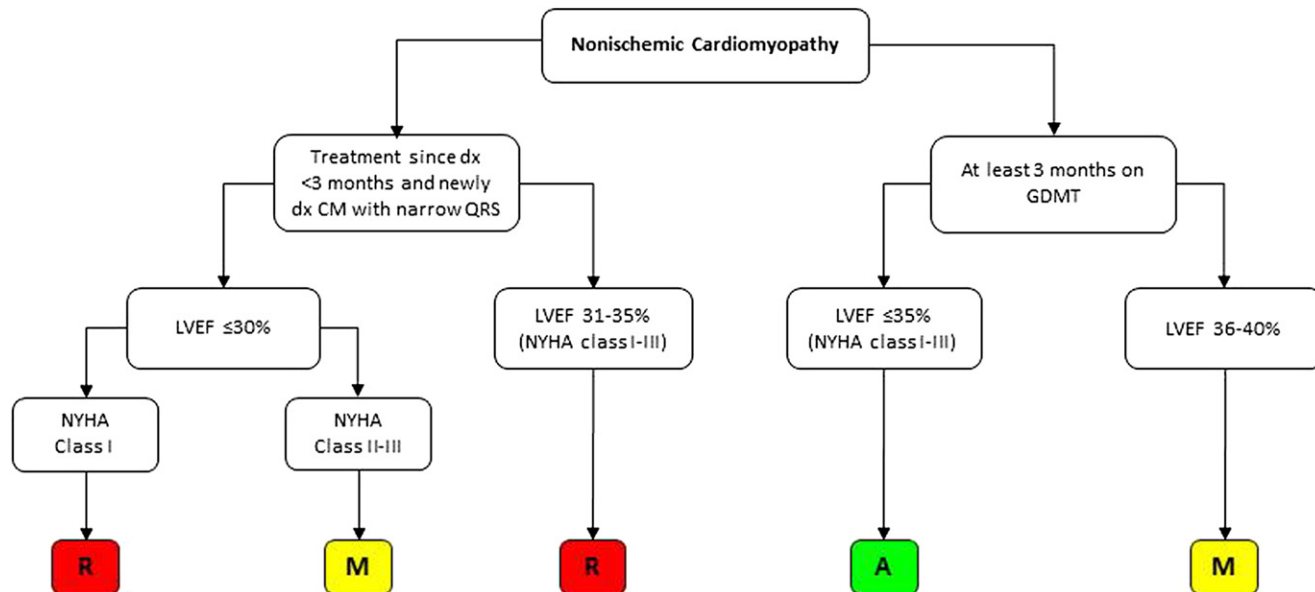 Nonischemic Cardiomyopathy
Treatment since dx
<3 months and newly
dx CM with narrow QRS
At least 3 months on
GDMT
LVEF ≤30%
LVEF 31-35%
(NYHA class I-III)
LVEF ≤35%
(NYHA class I-III)
LVEF 36-40%
NYHA
Class I
NYHA
Class II-III
R
M
R
A
M